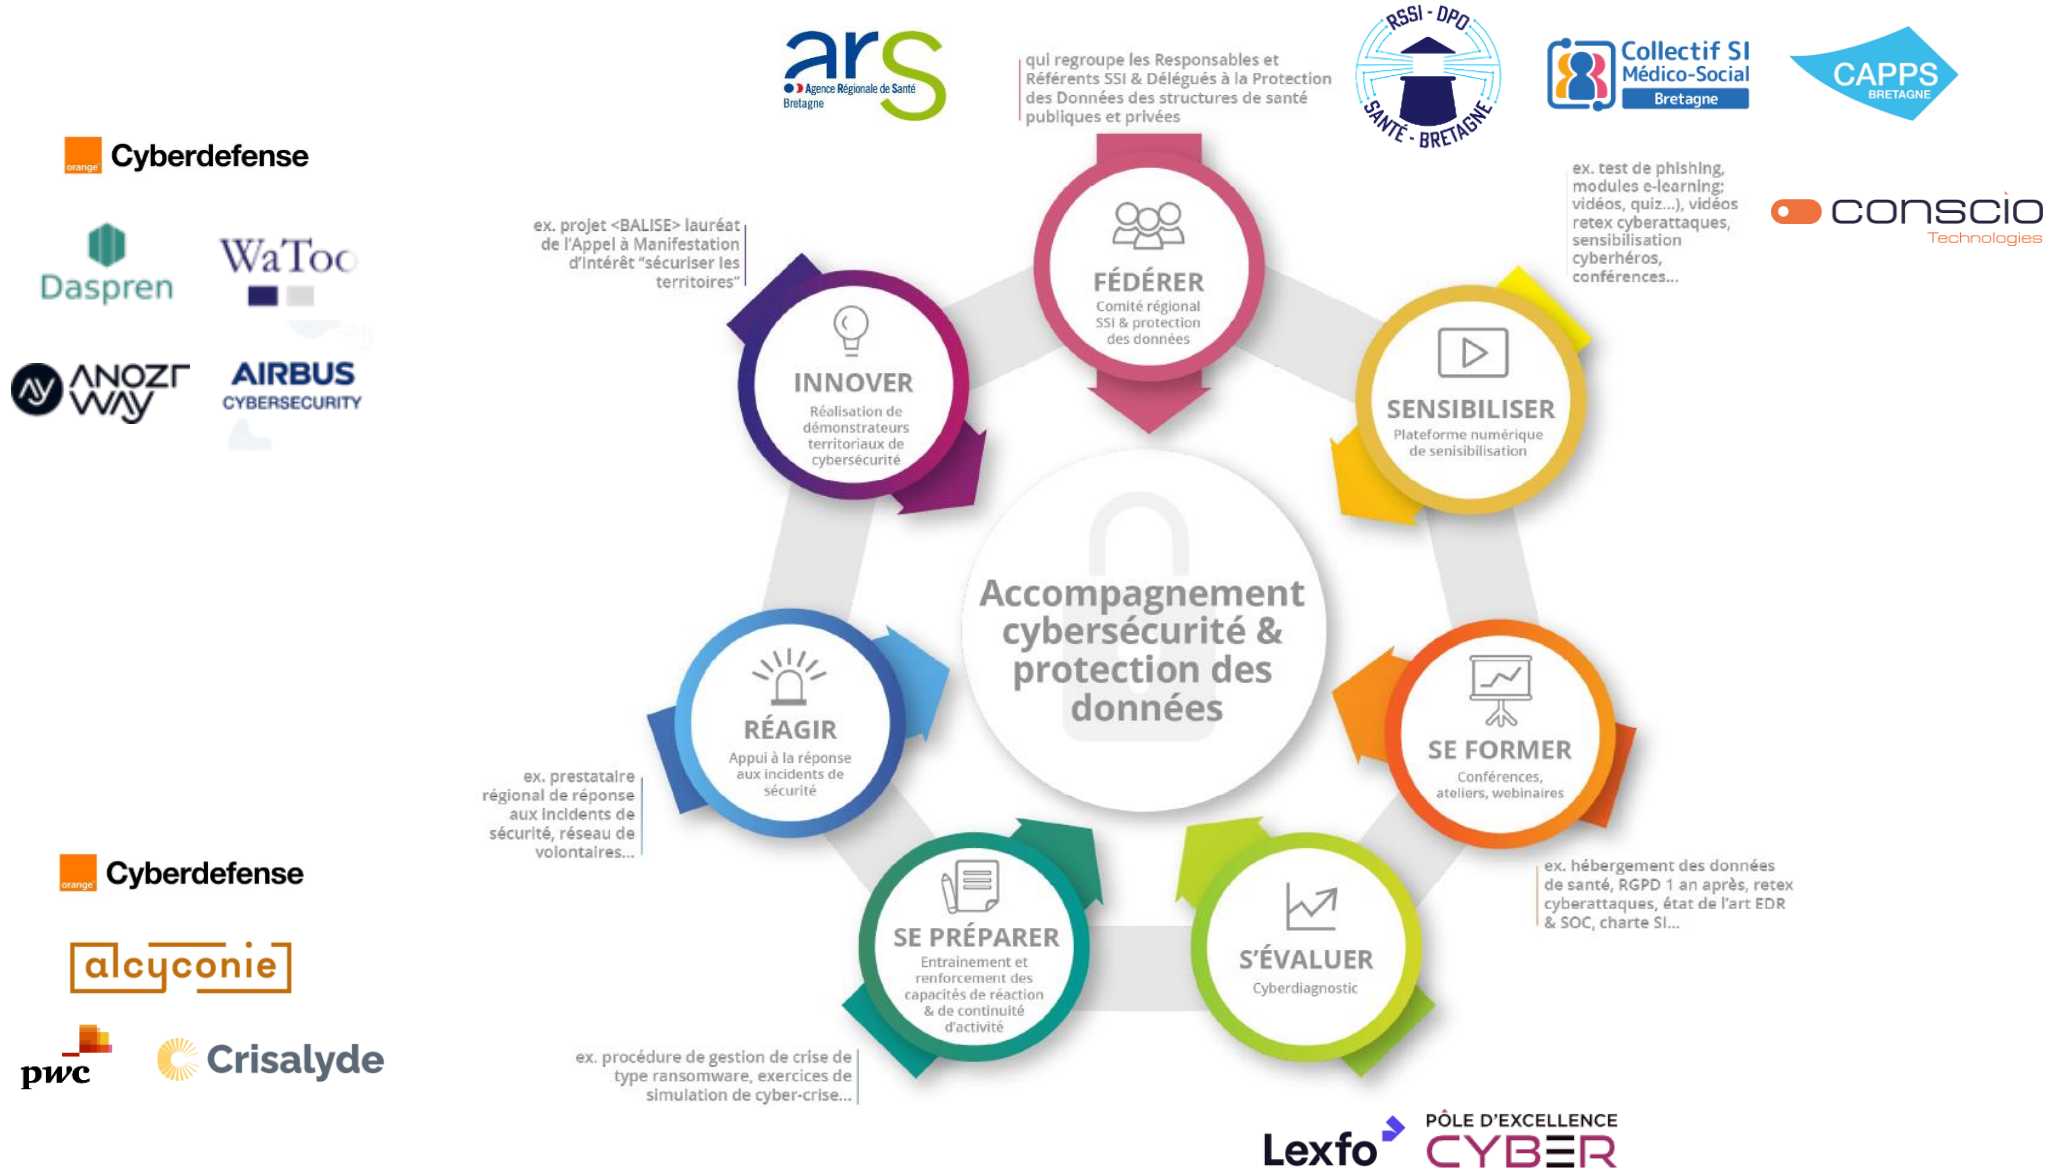 ars
Agence Régionale de Santé
Bretagne
qui regroupe les Responsables et
Référents SSI & Délégués à la Protection
des Données des structures de santé
publiques et privées
RSSI - DPO
SANTÉ - BRETAGNE
Collectif SI
Médico-Social
Bretagne
CAPPS
BRETAGNE
orange
Cyberdefense
Daspren
WaToo
ANOZR
WAY
AIRBUS
CYBERSECURITY
ex. projet <BALISE> lauréat
de l'Appel à Manifestation
d'intérêt "sécuriser les
territoires"
ex. test de phishing,
modules e-learning;
vidéos, quiz...), vidéos
retex cyberattaques,
sensibilisation
cyberhéros,
conférences...
conscio
Technologies
FÉDÉRER
Comité régional
SSI & protection
des données
INNOVER
Réalisation de
démonstrateurs
territoriaux de
cybersécurité
SENSIBILISER
Plateforme numérique
de senisibilisation
Accompagnement
cybersécurité &
protection des
données
RÉAGIR
Appui à la réponse
aux incidents de
sécurité
SE FORMER
Conférences,
ateliers, webinaires
ex. prestataire
régional de réponse
aux incidents de
sécurité, réseau de
volontaires...
ex. hébergement des données
de santé, RGPD 1 an après, retex
cyberattaques, état de l'art EDR
& SOC, charte SI...
SE PRÉPARER
Entrainement et
renforcement des
capacités de réaction
& de continuité
d'activité
S'ÉVALUER
Cyberdiagnostic
orange
Cyberdefense
alcyconie
pwc
Crisalyde
ex. procédure de gestion de crise de
type ransomware, exercices de
simulation de cyber-crise...
Lexfo
PÔLE D'EXCELLENCE
CYBER